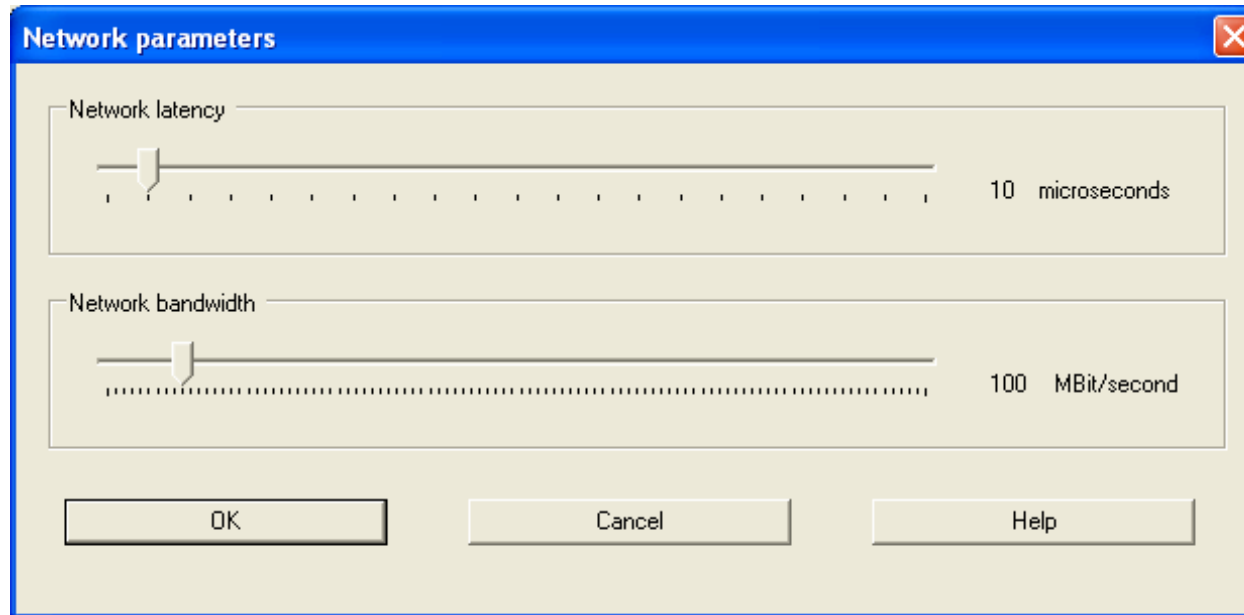 Network parameters
Network latency
10 microseconds
Network bandwidth
100 MBit/second
OK Cancel Help